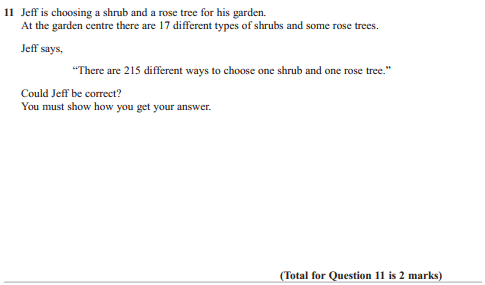 11 Jeff is choosing a shrub and a rose tree for his garden.
At the garden centre there are 17 different types of shrubs and some rose trees.
Jeff says,
“There are 215 different ways to choose one shrub and one rose tree.”
Could Jeff be correct?
You must show how you get your answer.
(Total for Question 11 is 2 marks)